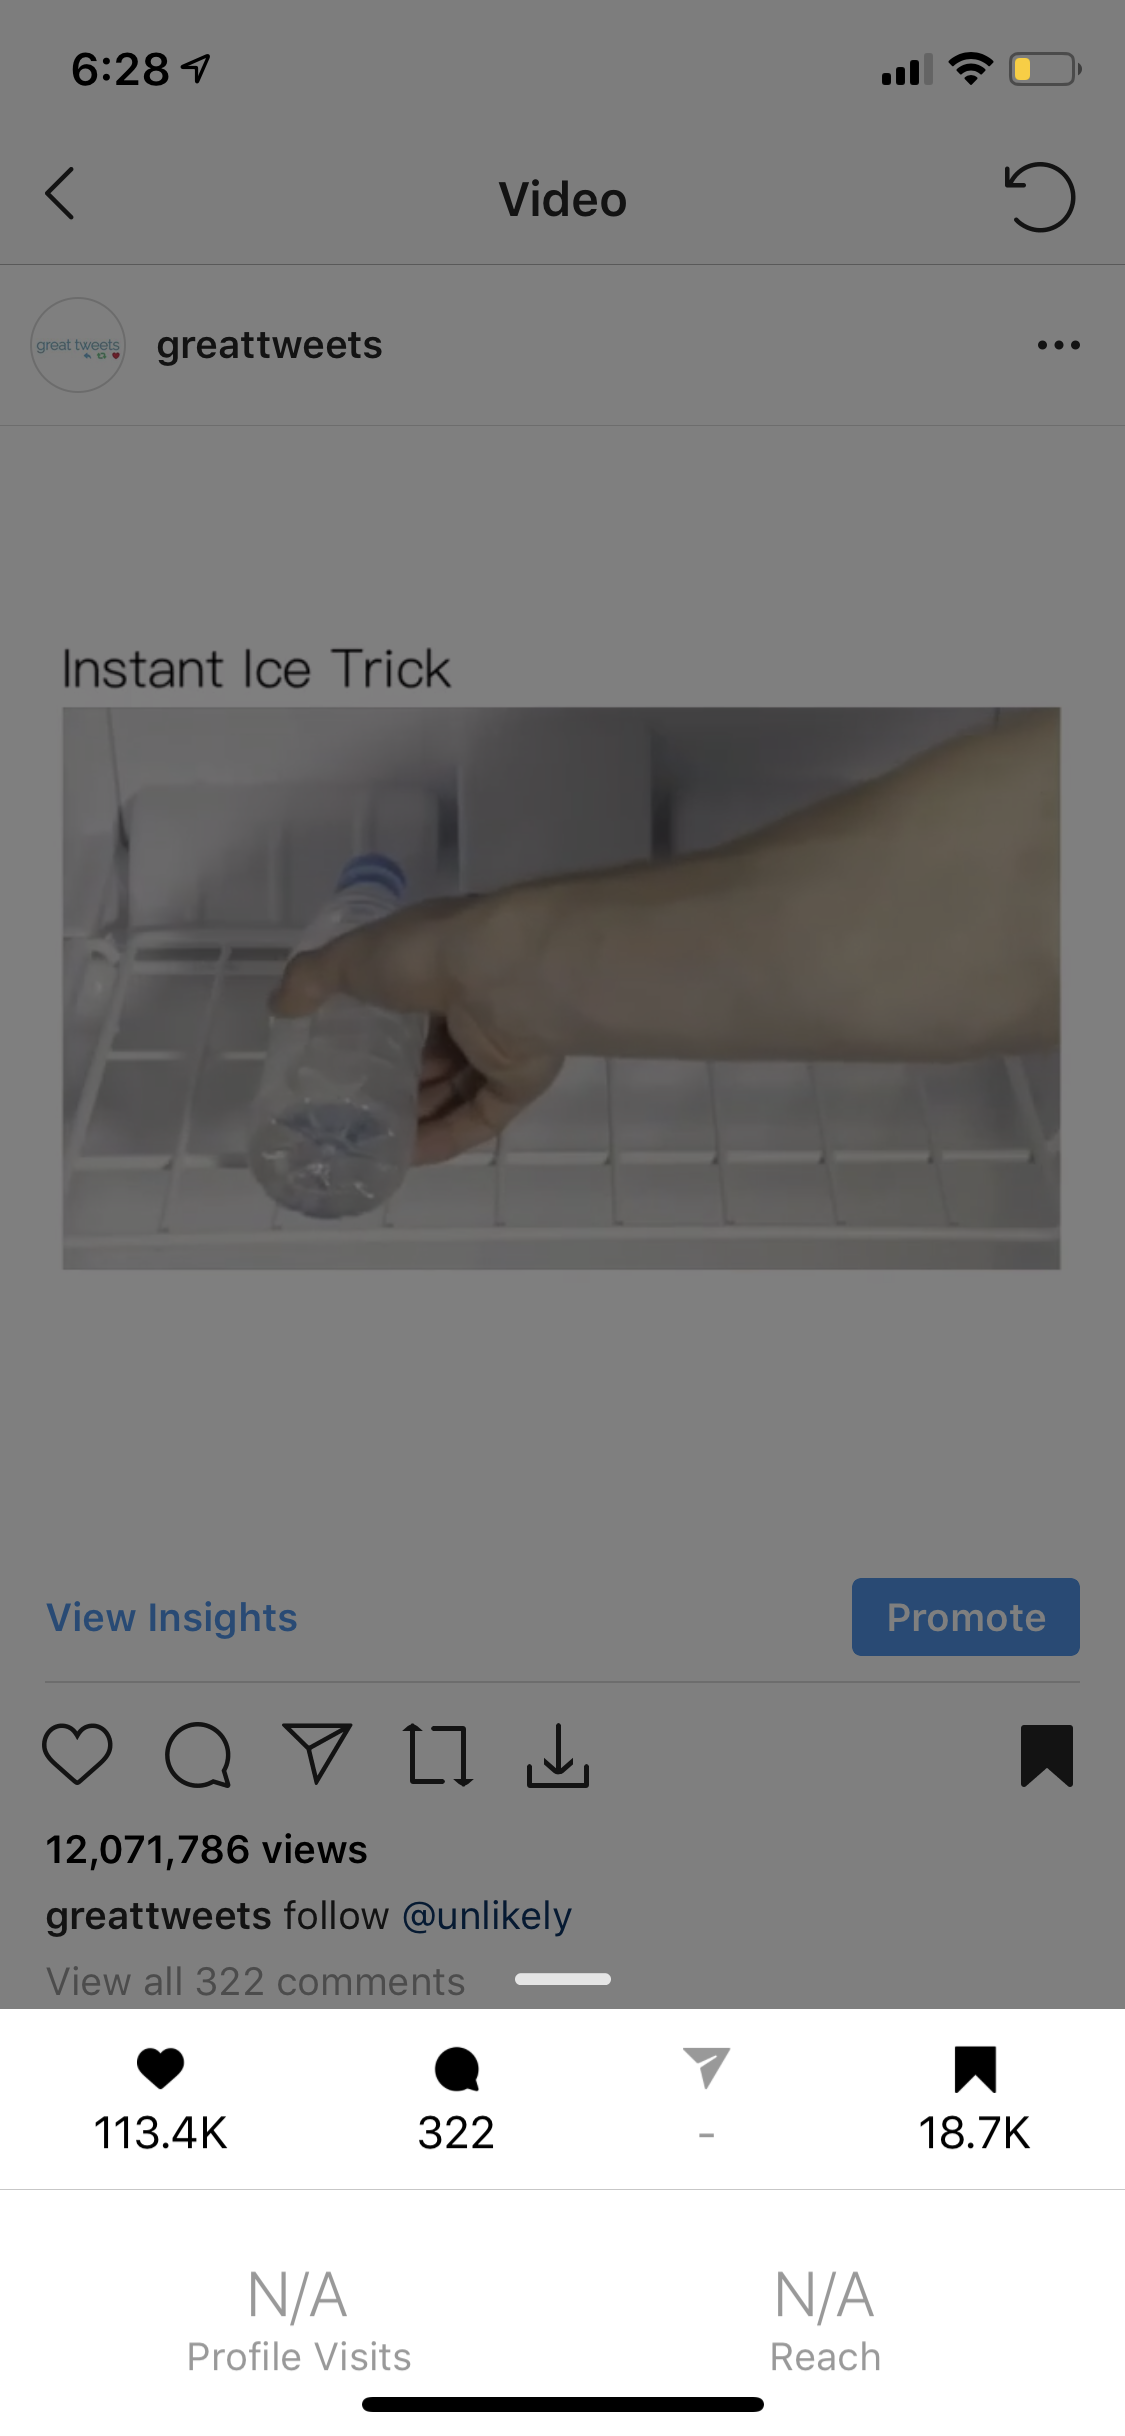 6:28
Video
great tweets
greattweets
Instant Ice Trick
View Insights
Promote
12,071,786 views
greattweets follow @unlikely
View all 322 comments
113.4K
322
-
18.7K
N/A
N/A
Profile Visits
Reach